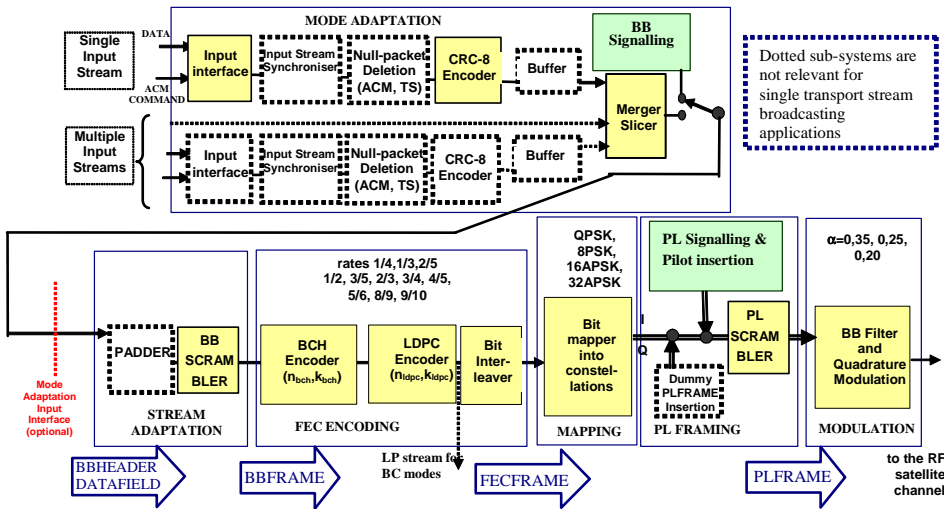 MODE ADAPTATION
BB
Signalling
Single
Input
Stream
DATA
ACM
COMMAND
Input
interface
Input Stream
Synchroniser
Null-packet
Deletion
(ACM, TS)
CRC-8
Encoder
Buffer
Merger
Slicer
Dotted sub-systems are
not relevant for
single transport stream
broadcasting
applications
Multiple
Input
Streams
Input
interface
Input Stream
Synchroniser
Null-packet
Deletion
(ACM, TS)
CRC-8
Encoder
Buffer
Mode
Adaptation
Input
Interface
(optional)
PADDER
BB
SCRAM
BLER
STREAM
ADAPTATION
rates 1/4,1/3,2/5
1/2, 3/5, 2/3, 3/4, 4/5,
5/6, 8/9, 9/10
BCH
Encoder
(nbch,kbch)
LDPC
Encoder
(nldpc,kldpc)
Bit
Inter-
leaver
FEC ENCODING
LP stream for
BC modes
QPSK,
8PSK,
16APSK,
32APSK
Bit
mapper
into
constel-
lations
MAPPING
I
Q
PL Signalling &
Pilot insertion
PL
SCRAM
BLER
Dummy
PLFRAME
Insertion
PL FRAMING
α=0,35, 0,25,
0,20
BB Filter
and
Quadrature
Modulation
MODULATION
BBHEADER
DATAFIELD
BBFRAME
FECFRAME
PLFRAME
to the RF
satellite
channel